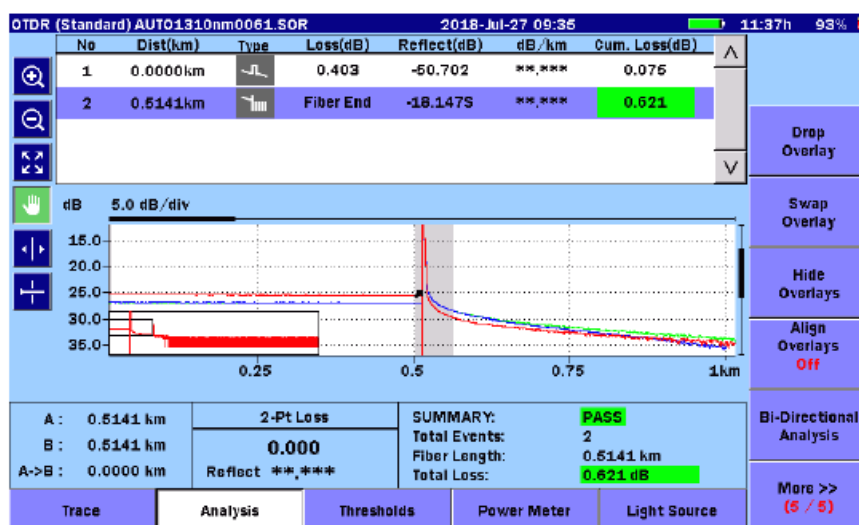 OTDR (Standard) AUTO1310nm0061.SOR 2018-Jul-27 09:35 11:37h 93%
No Dist(km) Type Loss(dB) Reflect(dB) dB/km Cum. Loss(dB)
1 0.0000km 0.403 -50.702 **.*** 0.075
2 0.5141km Fiber End -18.147S **.*** 0.621
Drop
Overlay
Swap
Overlay
Hide
Overlays
Align
Overlays
Off
Bi-Directional
Analysis
More >>
(5 / 5)
dB 5.0 dB/div
15.0
20.0
25.0
30.0
35.0
0.25 0.5 0.75 1km
A: 0.5141 km
B: 0.5141 km
A->B: 0.0000 km
2-Pt Loss
0.000
Reflect **.***
SUMMARY: PASS
Total Events: 2
Fiber Length: 0.5141 km
Total Loss: 0.621 dB
Trace Analysis Thresholds Power Meter Light Source